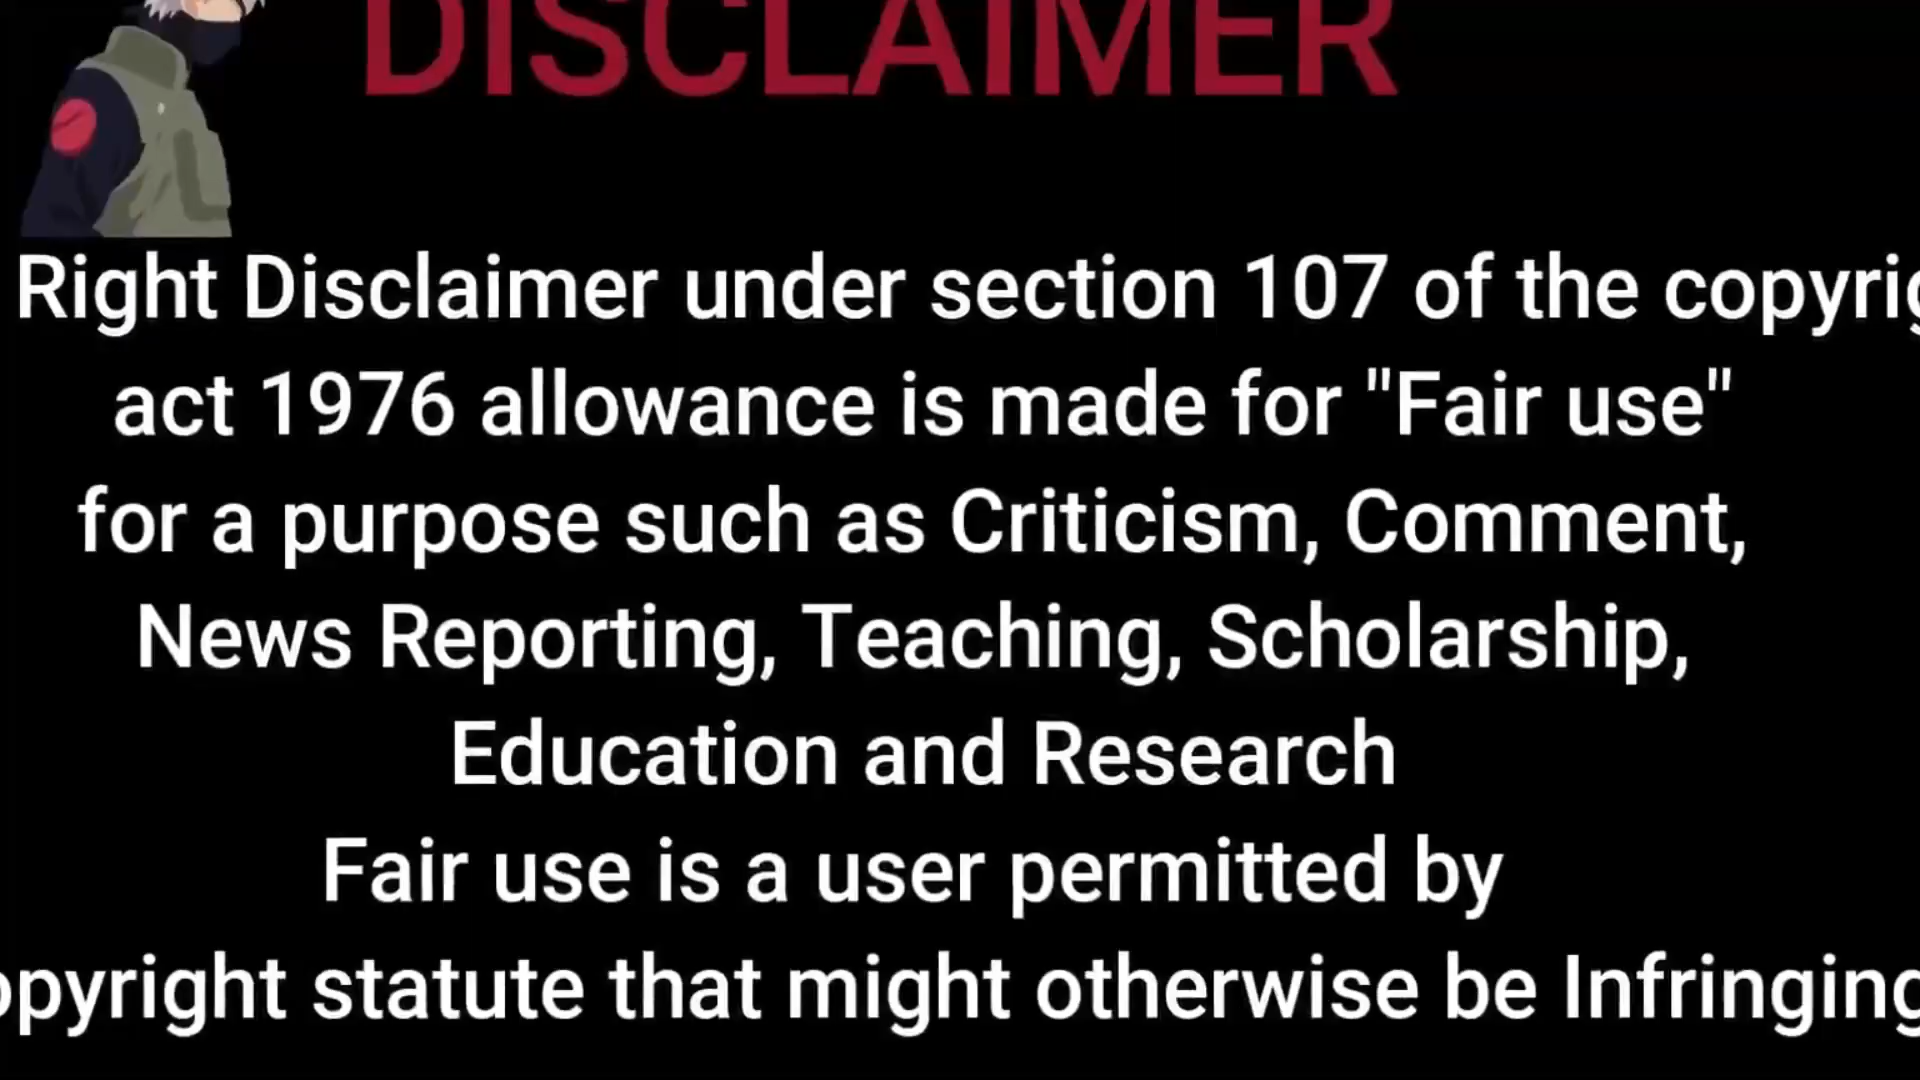 DISCLAIMER
Right Disclaimer under section 107 of the
act 1976 allowance is made for "Fair use"
for a purpose such as Criticism, Comment,
News Reporting, Teaching, Scholarship,
Education and Research
Fair use is a user permitted by
opyright statute that might otherwise be Infringing